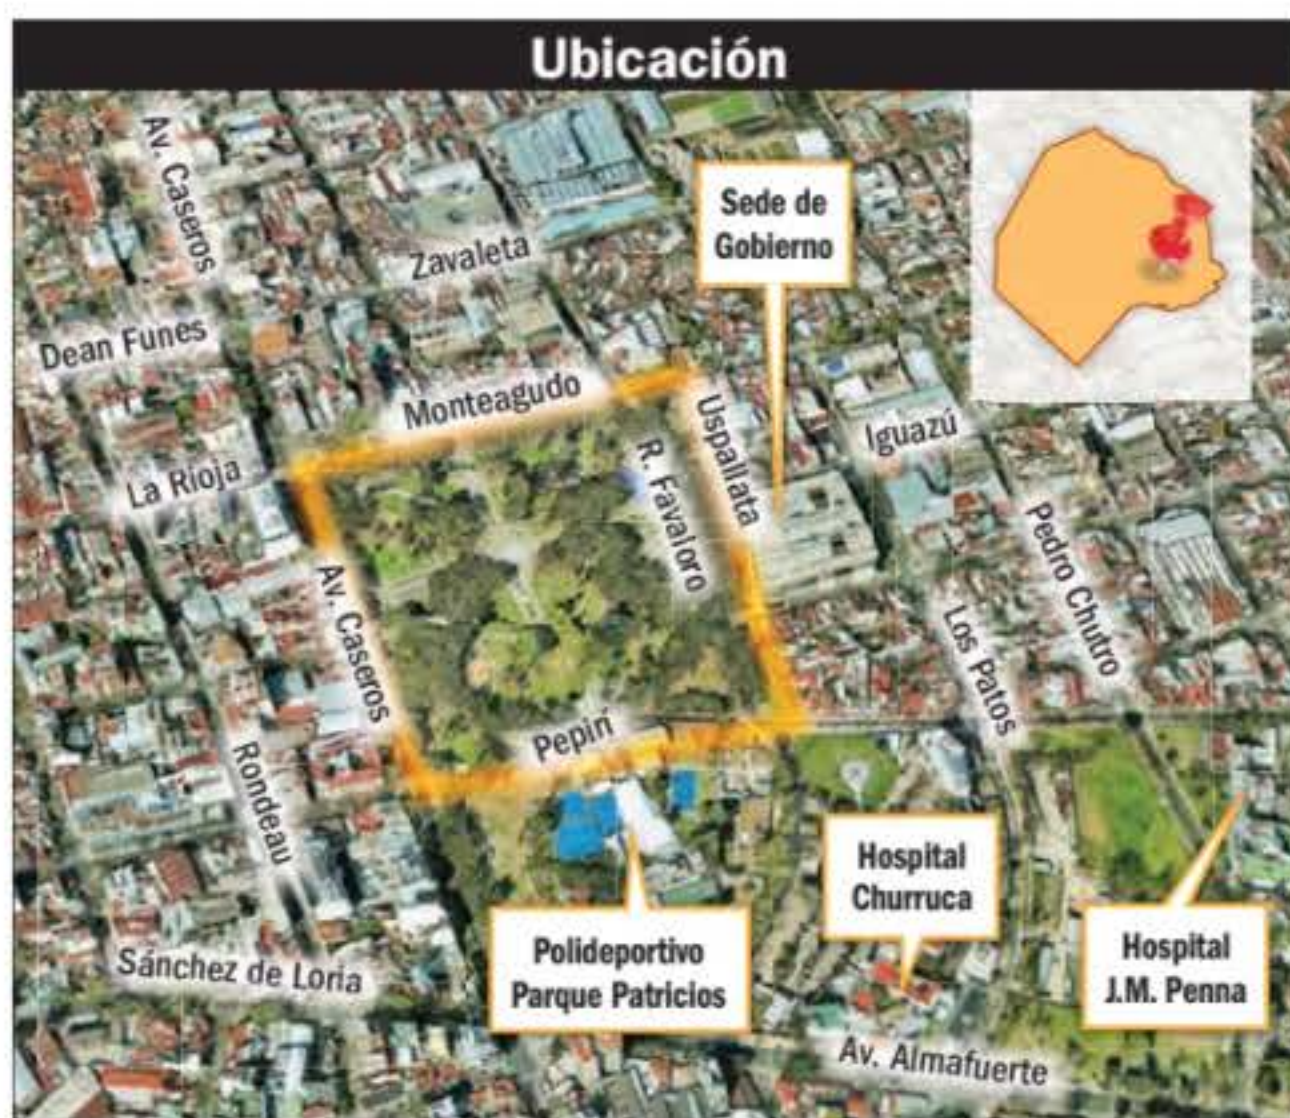 Ubicación
Av. Caseros
Sede de
Gobierno
Zavaleta
Dean Funes
Monteagudo
Uspallata
Iguazú
La Rioja
R. Favaloro
Pedro Chutro
Av. Caseros
Los Patos
Pepirí
Rondeau
Hospital
Churruca
Polideportivo
Parque Patricios
Hospital
J.M. Penna
Sánchez de Loria
Av. Almafuerte